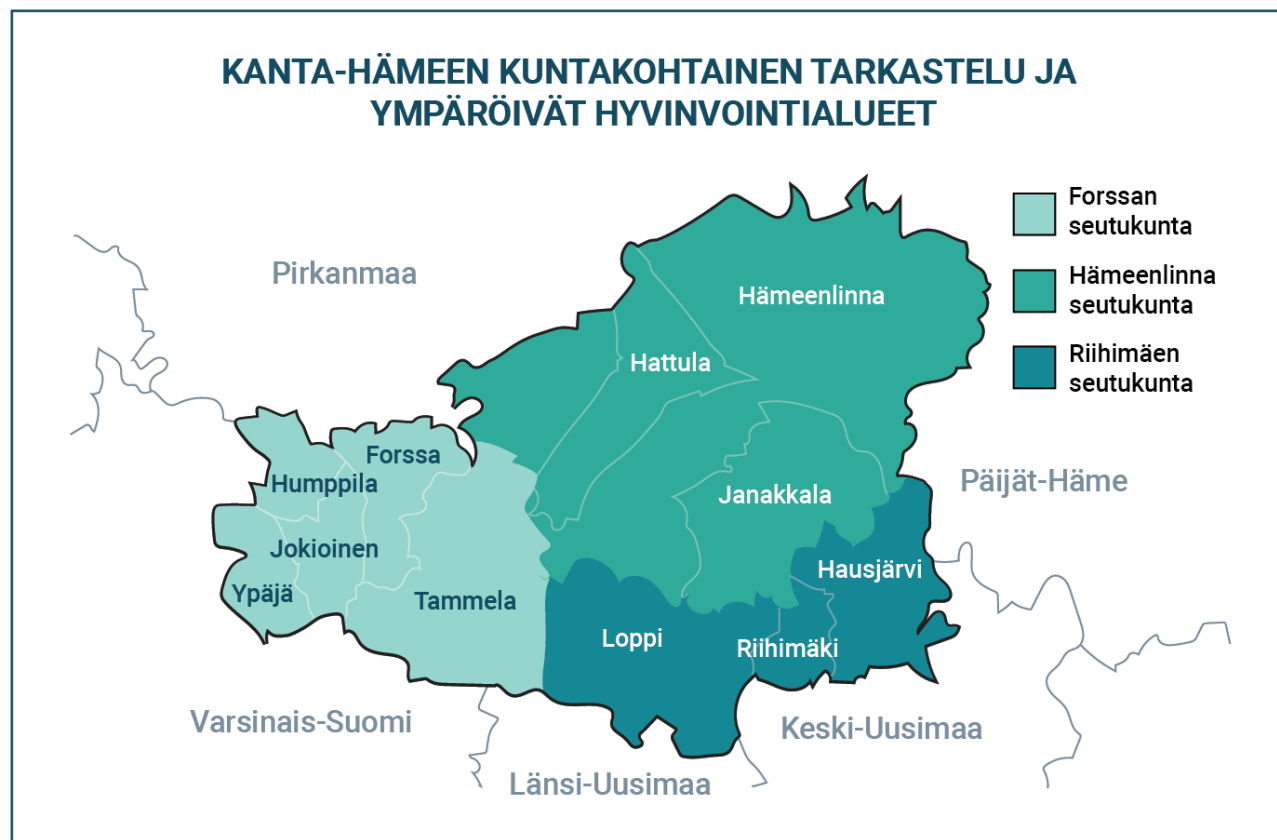 KANTA-HÄMEEN KUNTAKOHTAINEN TARKASTELU JA
YMPÄRÖIVÄT HYVINVOINTIALUEET
Forssan
seutukunta
Hämeenlinna
seutukunta
Riihimäen
seutukunta
Pirkanmaa
Hämeenlinna
Hattula
Forssa
Humppila
Janakkala
Päijät-Häme
Jokioinen
Hausjärvi
Ypäjä
Tammela
Loppi
Riihimäki
Varsinais-Suomi
Keski-Uusimaa
Länsi-Uusimaa